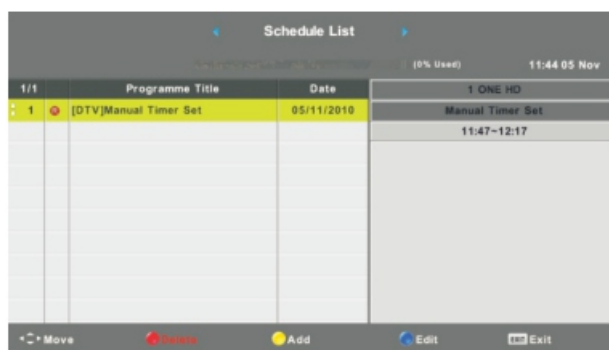 Schedule List
(0% Used) 11:44 05 Nov
1/1 Programme Title Date 1 ONE HD
1 [DTV]Manual Timer Set 05/11/2010 Manual Timer Set
11:47~12:17
Move Delete Add Edit EXIT Exit